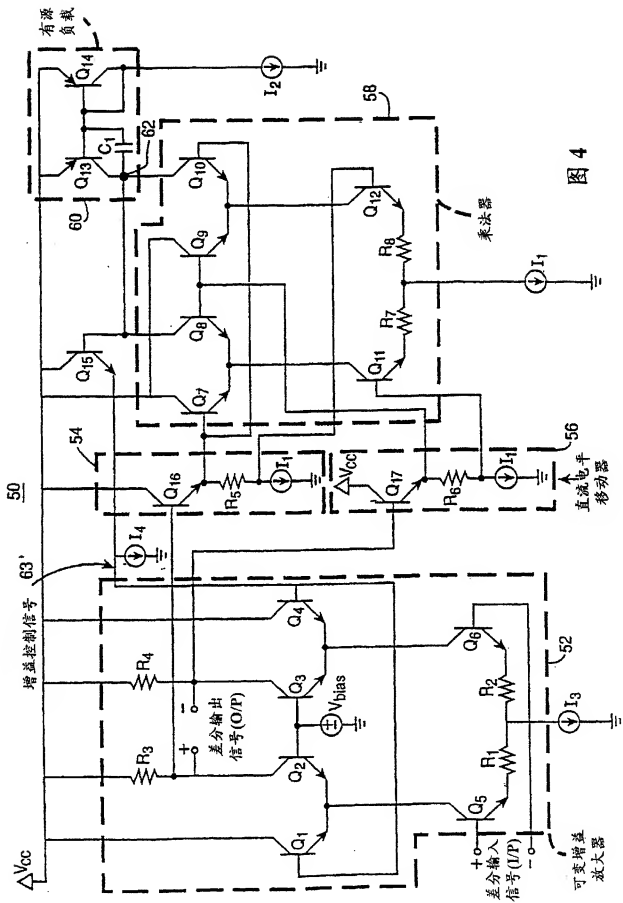 50
VCC
增益控制信号
63'
I4
R3
R4
+
-
差分输出
信号(O/P)
Q1
Q2
Q3
Q4
±
Vbias
Q5
Q6
R1
R2
I3
+
差分输入
信号(I/P)
-
52
可变增益
放大器
54
Q16
R5
I1
VCC
Q17
R6
I1
56
直流电平
移动器
Q15
Q7
Q8
Q9
Q10
Q11
Q12
R7
R8
I1
58
乘法器
60
62
Q13
Q14
C1
I2
有源
负载
图 4